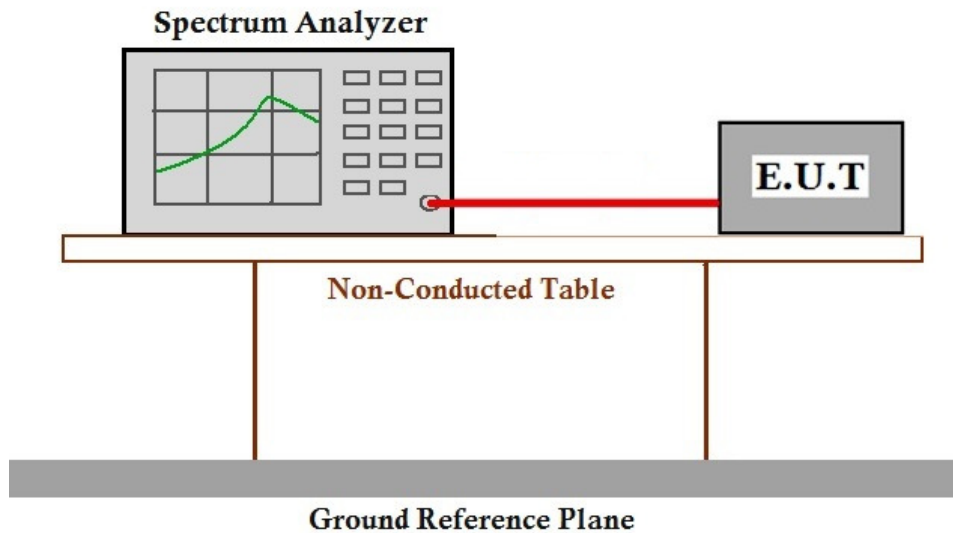 Spectrum Analyzer
E.U.T
Non-Conducted Table
Ground Reference Plane